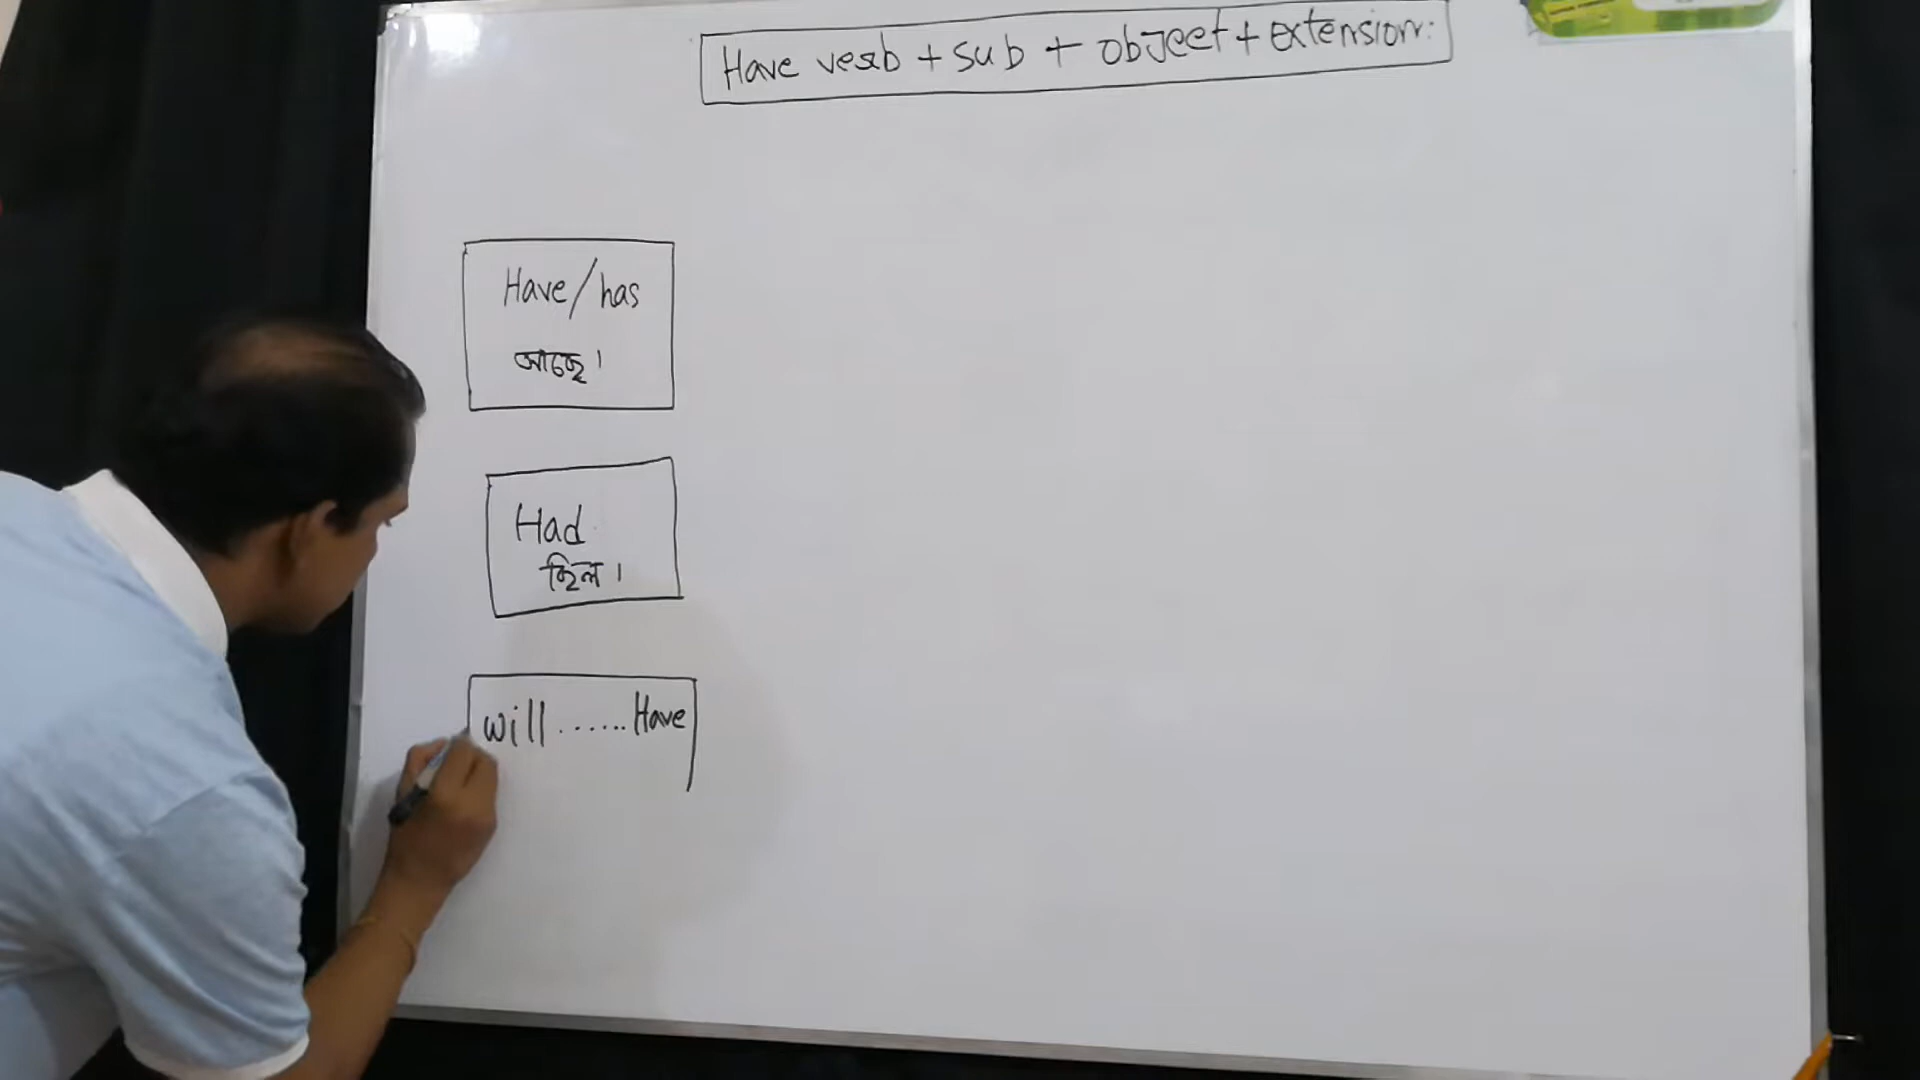 Have verb + sub + object + extension:
Have/has
আছে।
Had
ছিল।
will ...... Have